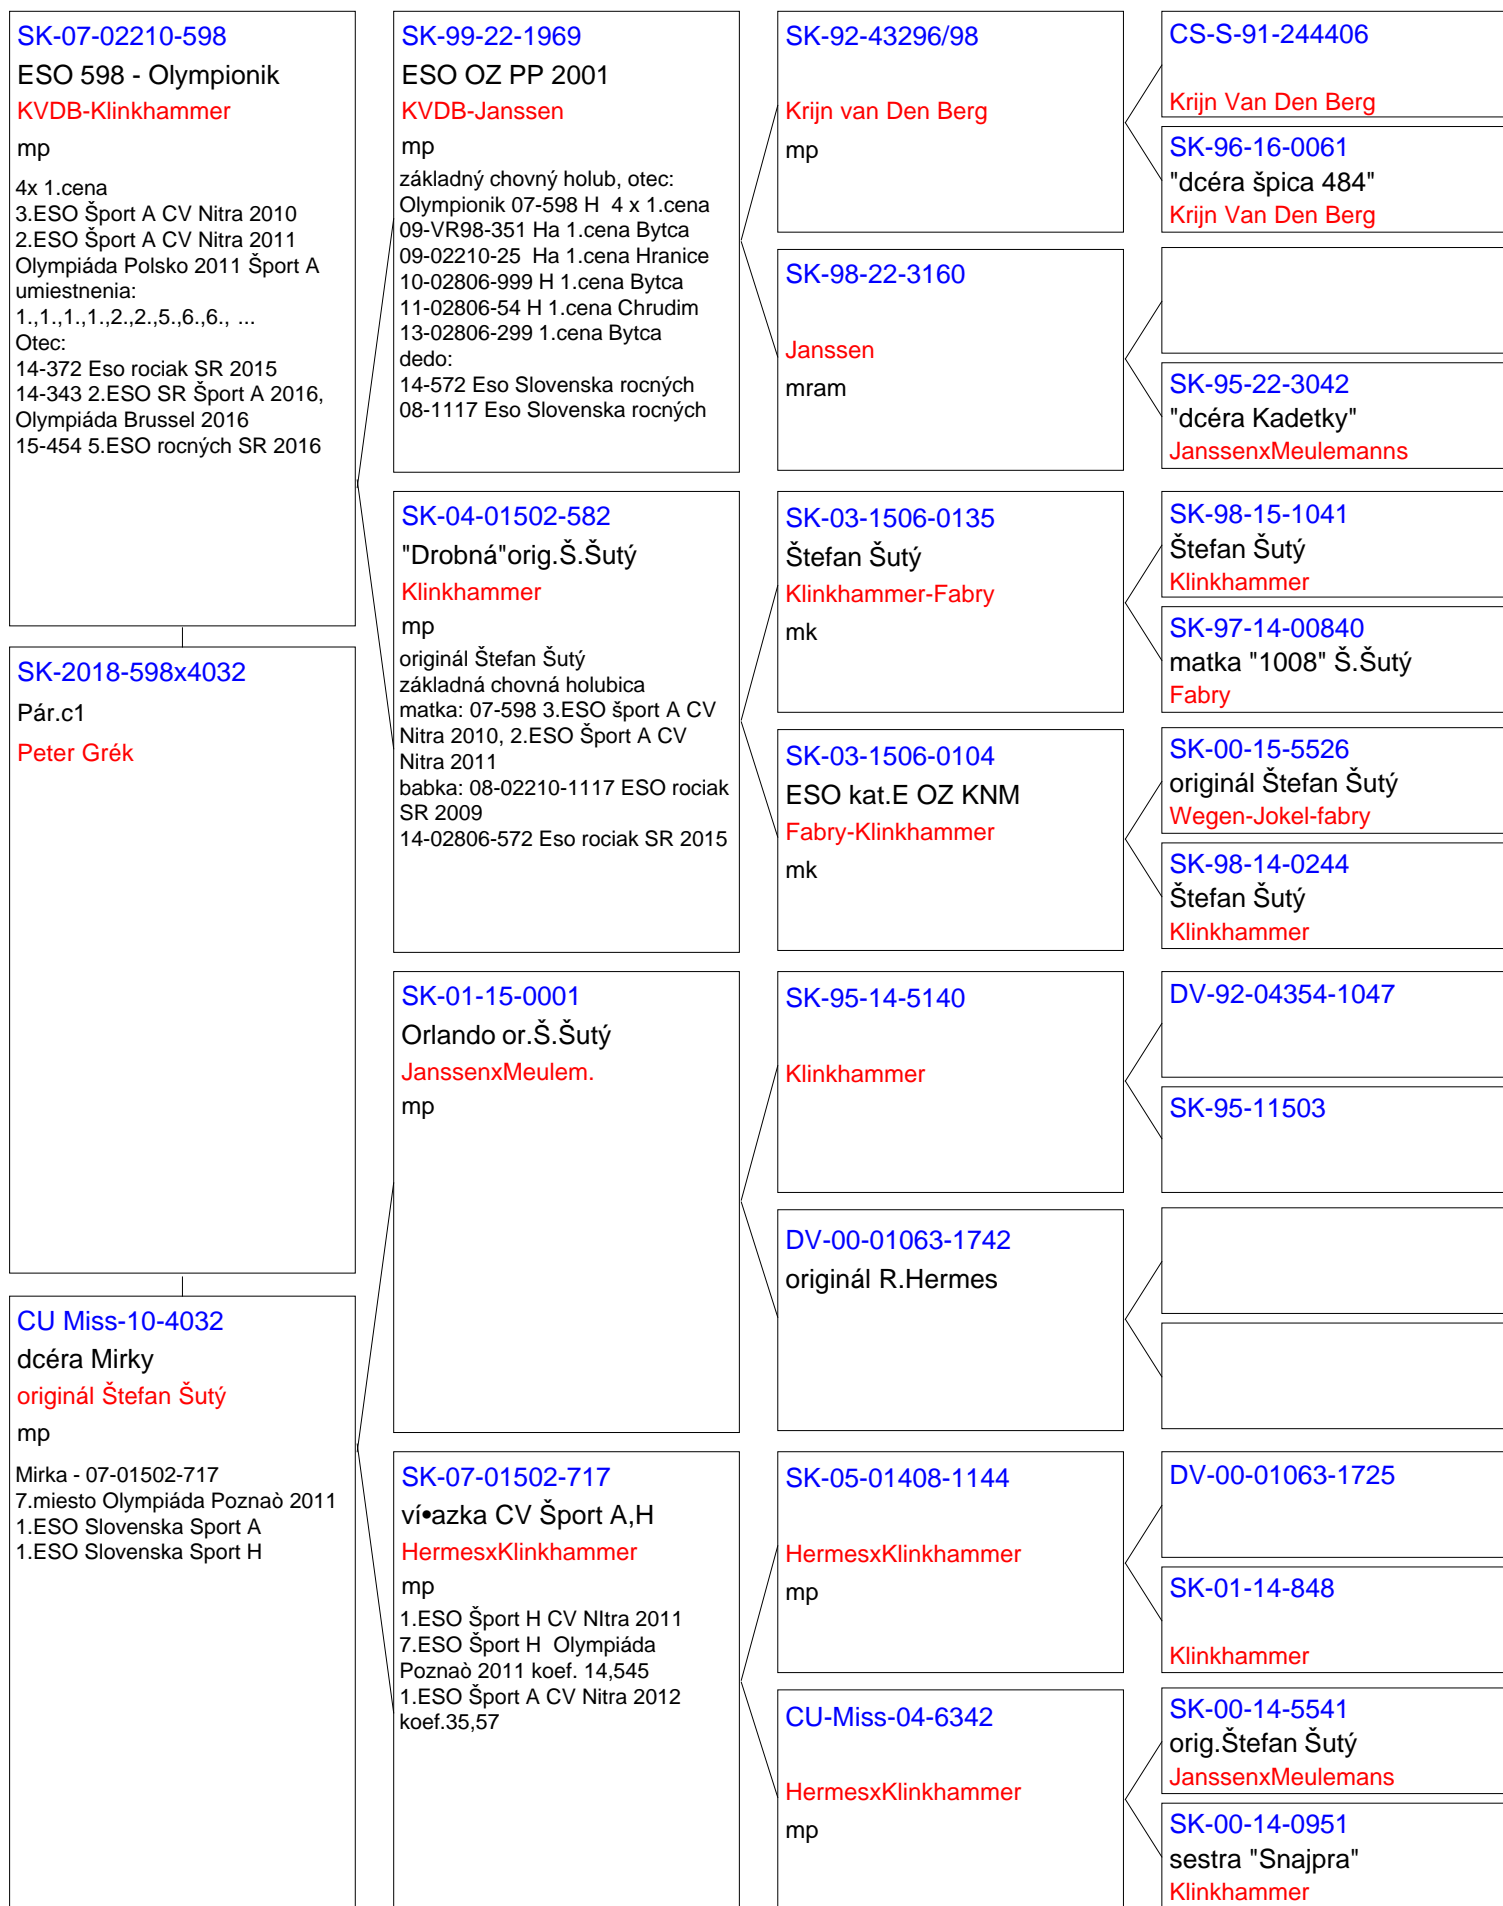 SK-07-02210-598
ESO 598 - Olympionik
KVDB-Klinkhammer
mp
4x 1.cena
3.ESO Šport A CV Nitra 2010
2.ESO Šport A CV Nitra 2011
Olympiáda Polsko 2011 Šport A
umiestnenia:
1.,1.,1.,1.,2.,2.,5.,6.,6., ...
Otec:
14-372 Eso rociak SR 2015
14-343 2.ESO SR Šport A 2016,
Olympiáda Brussel 2016
15-454 5.ESO rocných SR 2016
SK-2018-598x4032
Pár.c1
Peter Grék
CU Miss-10-4032
dcéra Mirky
originál Štefan Šutý
mp
Mirka - 07-01502-717
7.miesto Olympiáda Poznaò 2011
1.ESO Slovenska Sport A
1.ESO Slovenska Sport H
SK-99-22-1969
ESO OZ PP 2001
KVDB-Janssen
mp
základný chovný holub, otec:
Olympionik 07-598 H  4 x 1.cena
09-VR98-351 Ha 1.cena Bytca
09-02210-25  Ha 1.cena Hranice
10-02806-999 H 1.cena Bytca
11-02806-54 H 1.cena Chrudim
13-02806-299 1.cena Bytca
dedo:
14-572 Eso Slovenska rocných
08-1117 Eso Slovenska rocných
SK-04-01502-582
"Drobná"orig.Š.Šutý
Klinkhammer
mp
originál Štefan Šutý
základná chovná holubica
matka: 07-598 3.ESO šport A CV
Nitra 2010, 2.ESO Šport A CV
Nitra 2011
babka: 08-02210-1117 ESO rociak
SR 2009
14-02806-572 Eso rociak SR 2015
SK-01-15-0001
Orlando or.Š.Šutý
JanssenxMeulem.
mp
SK-07-01502-717
ví•azka CV Šport A,H
HermesxKlinkhammer
mp
1.ESO Šport H CV NItra 2011
7.ESO Šport H  Olympiáda
Poznaò 2011 koef. 14,545
1.ESO Šport A CV Nitra 2012
koef.35,57
SK-92-43296/98
Krijn van Den Berg
mp
SK-98-22-3160
Janssen
mram
SK-03-1506-0135
Štefan Šutý
Klinkhammer-Fabry
mk
SK-03-1506-0104
ESO kat.E OZ KNM
Fabry-Klinkhammer
mk
SK-95-14-5140
Klinkhammer
DV-00-01063-1742
originál R.Hermes
SK-05-01408-1144
HermesxKlinkhammer
mp
CU-Miss-04-6342
HermesxKlinkhammer
mp
CS-S-91-244406
Krijn Van Den Berg
SK-96-16-0061
"dcéra špica 484"
Krijn Van Den Berg
SK-95-22-3042
"dcéra Kadetky"
JanssenxMeulemanns
SK-98-15-1041
Štefan Šutý
Klinkhammer
SK-97-14-00840
matka "1008" Š.Šutý
Fabry
SK-00-15-5526
originál Štefan Šutý
Wegen-Jokel-fabry
SK-98-14-0244
Štefan Šutý
Klinkhammer
DV-92-04354-1047
SK-95-11503
DV-00-01063-1725
SK-01-14-848
Klinkhammer
SK-00-14-5541
orig.Štefan Šutý
JanssenxMeulemans
SK-00-14-0951
sestra "Snajpra"
Klinkhammer